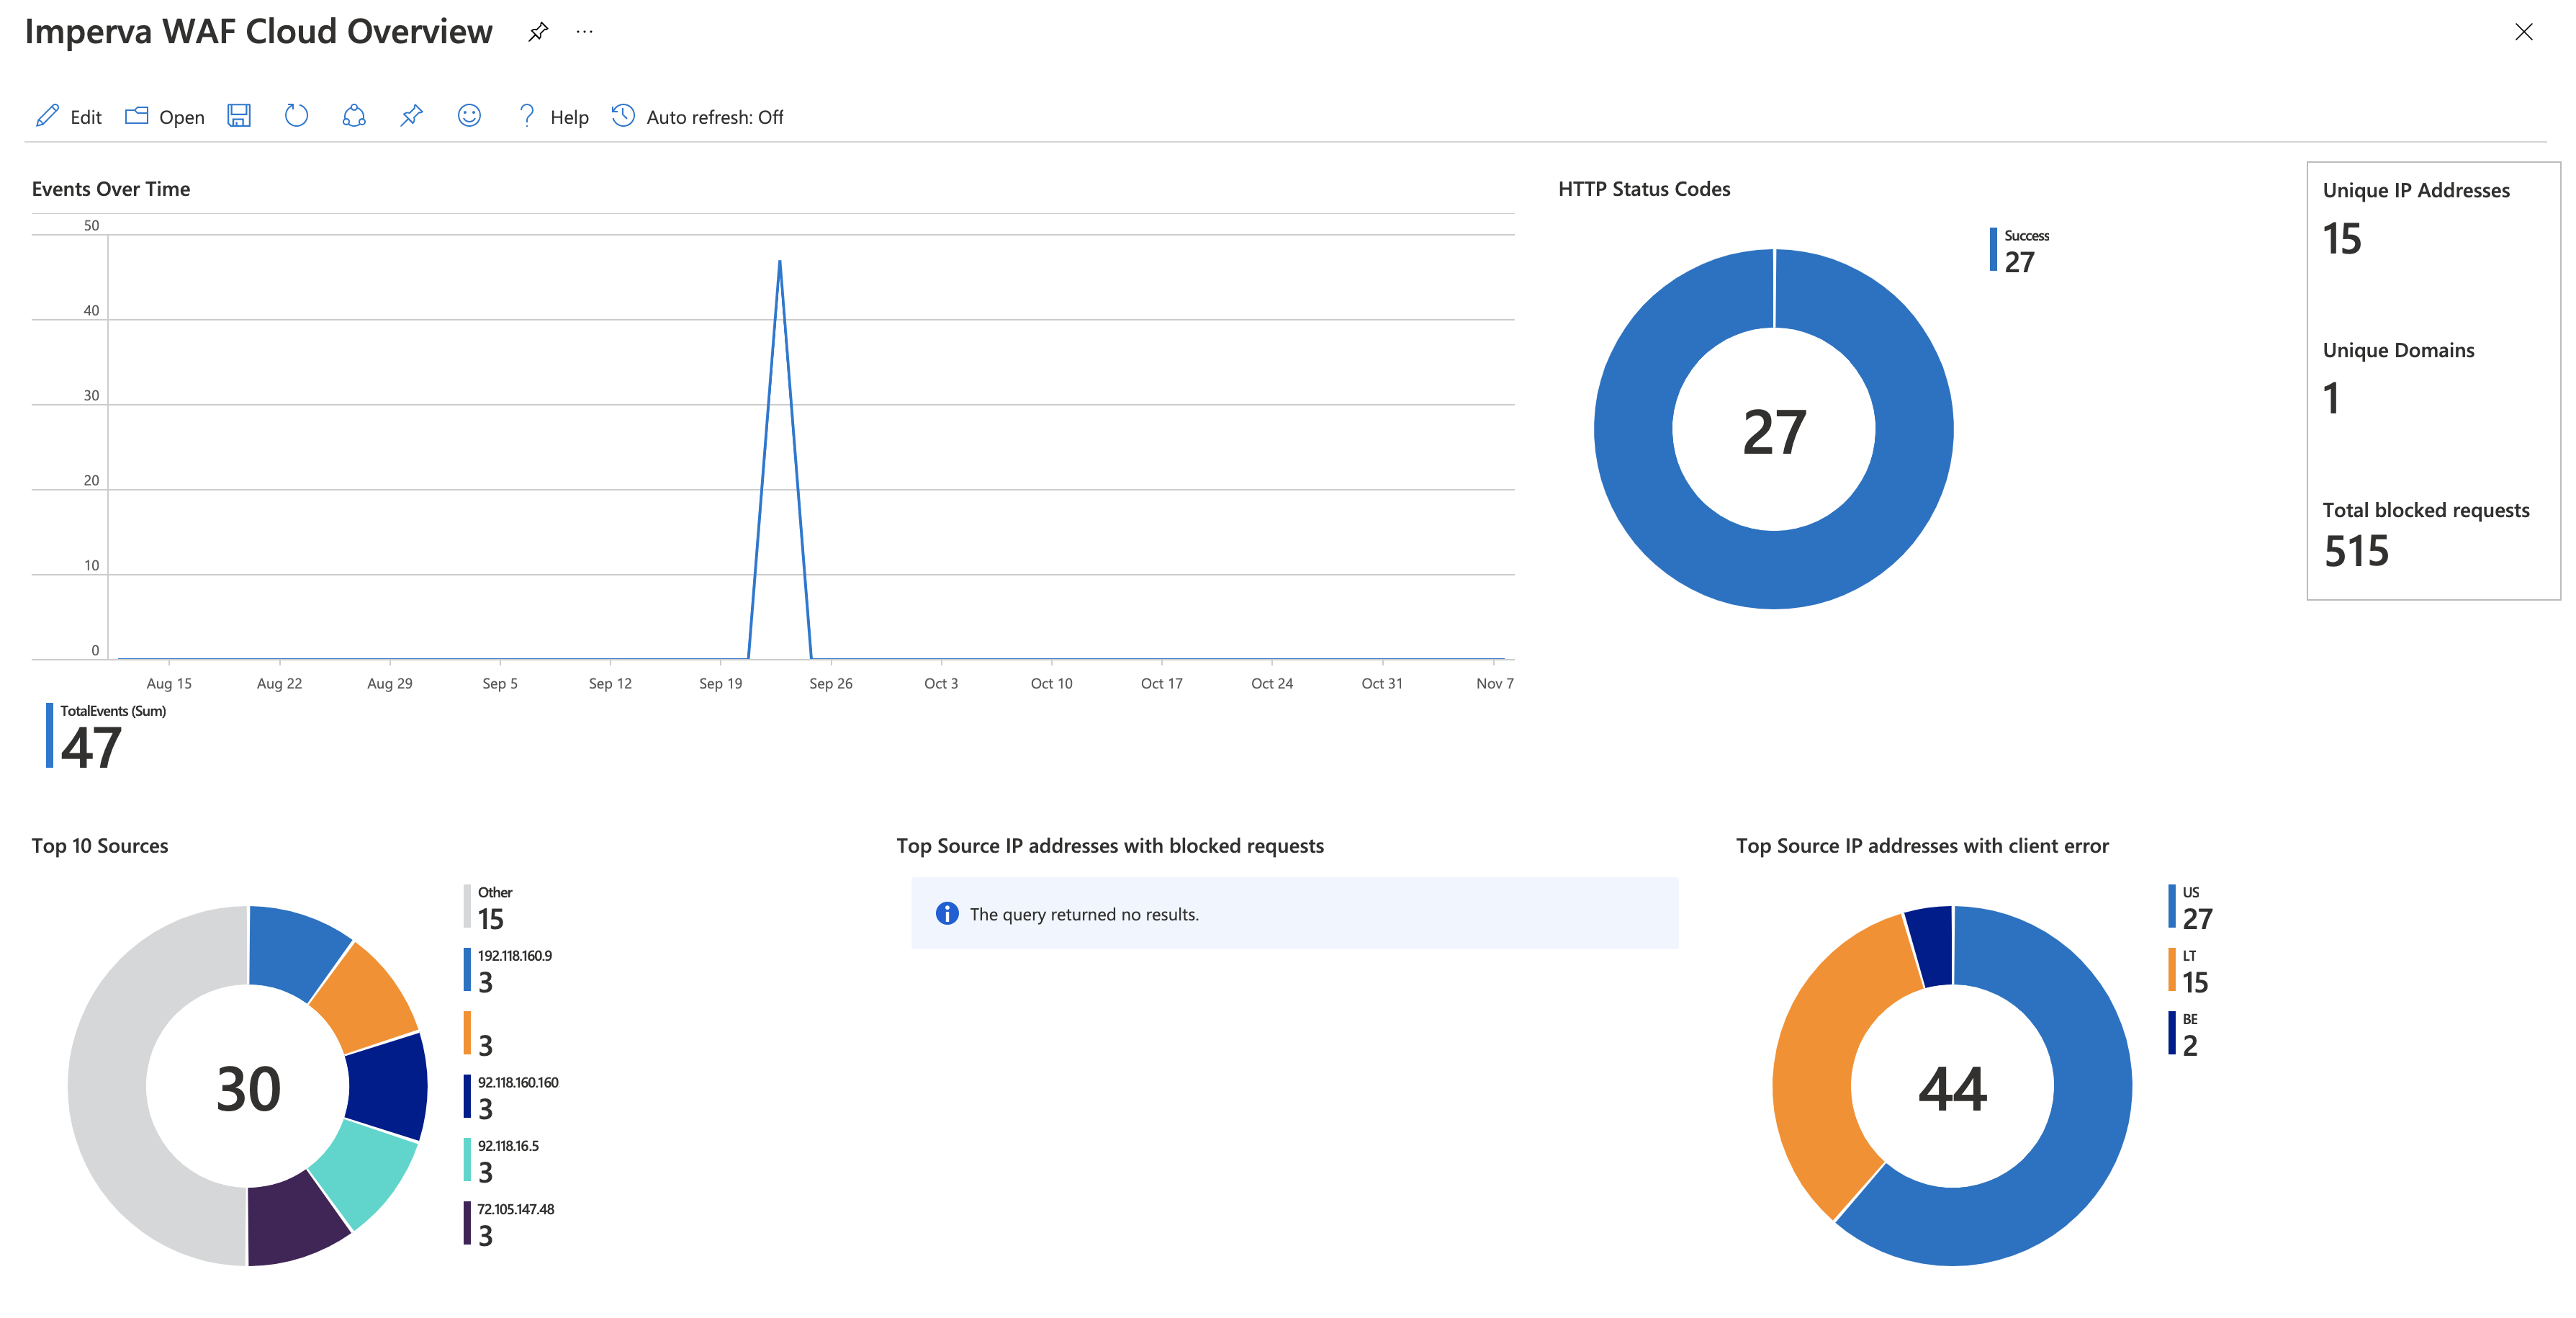 Imperva WAF Cloud Overview
Edit Open Help Auto refresh: Off
Events Over Time
50
40
30
20
10
0
Aug 15 Aug 22 Aug 29 Sep 5 Sep 12 Sep 19 Sep 26 Oct 3 Oct 10 Oct 17 Oct 24 Oct 31 Nov 7
TotalEvents (Sum)
47
HTTP Status Codes
27
Success
27
Unique IP Addresses
15
Unique Domains
1
Total blocked requests
515
Top 10 Sources
30
Other
15
192.118.160.9
3
3
92.118.160.160
3
92.118.16.5
3
72.105.147.48
3
Top Source IP addresses with blocked requests
The query returned no results.
Top Source IP addresses with client error
44
US
27
LT
15
BE
2